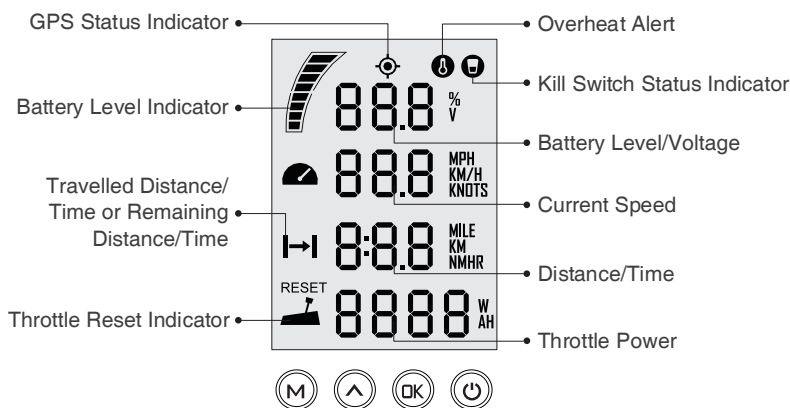 GPS Status Indicator
Overheat Alert
Kill Switch Status Indicator
Battery Level Indicator
88.8 % V
Battery Level/Voltage
88.8 MPH KM/H KNOTS
Current Speed
Travelled Distance/
Time or Remaining
Distance/Time
8:8.8 MILE KM NMHR
Distance/Time
RESET
Throttle Reset Indicator
8888 W AH
Throttle Power
M OK